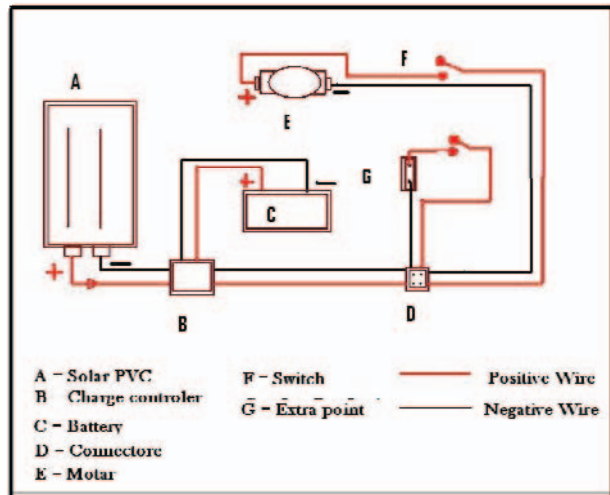 A
F
+
−
E
+
−
G
C
+
−
B
D
A – Solar PVC
B – Charge controler
C – Battery
D – Connectore
E – Motar
F – Switch
G – Extra point
Positive Wire
Negative Wire